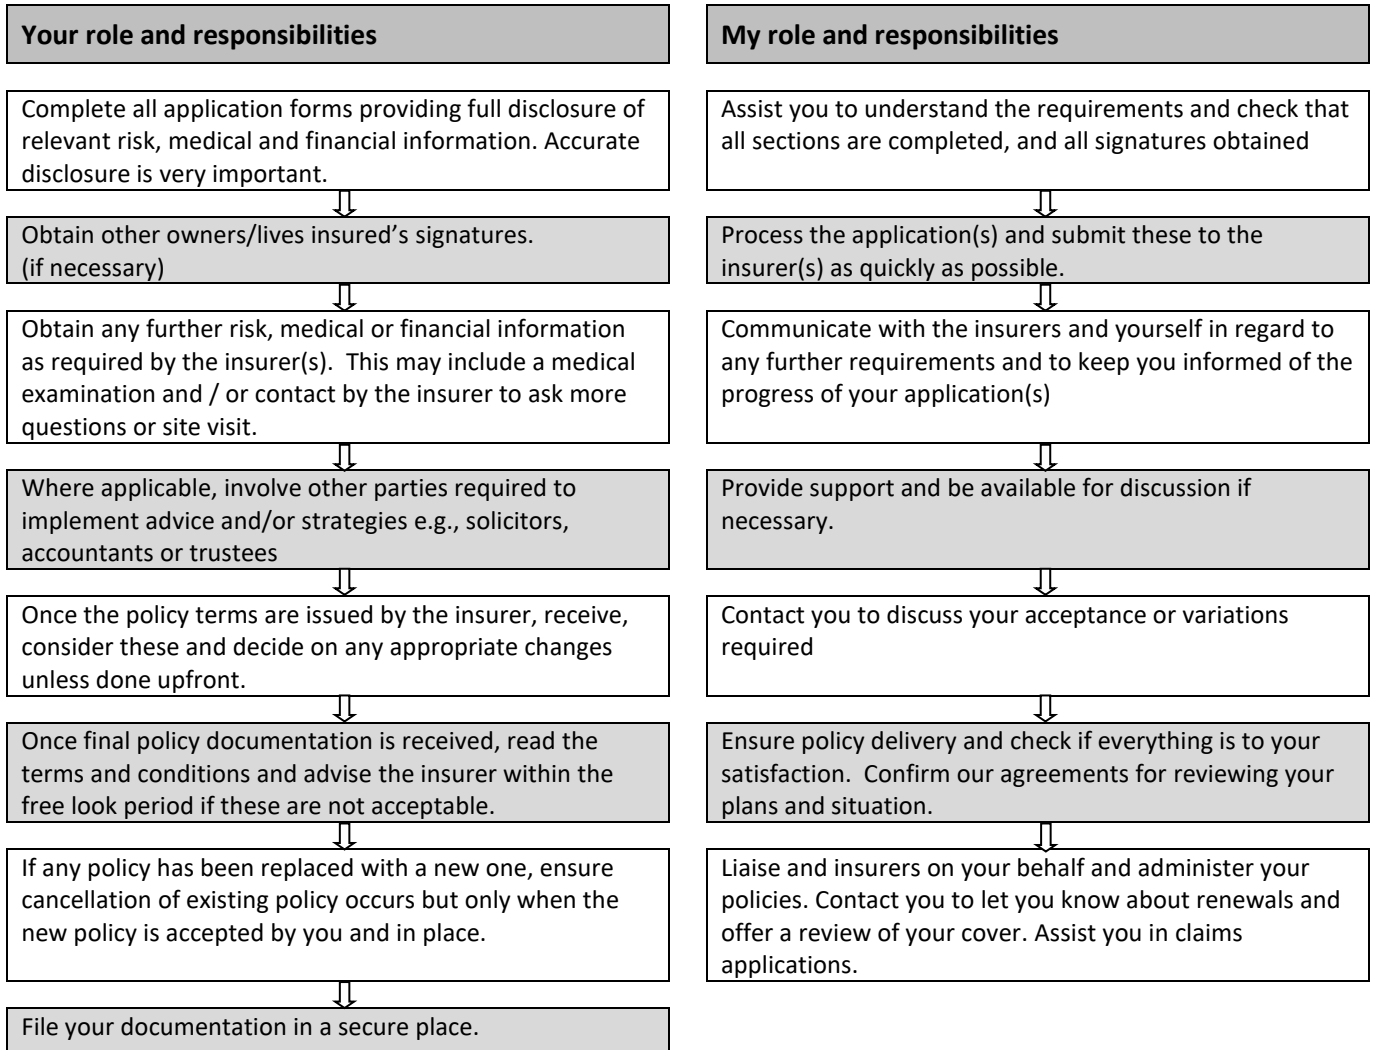 Your role and responsibilities
Complete all application forms providing full disclosure of
relevant risk, medical and financial information. Accurate
disclosure is very important.
Obtain other owners/lives insured’s signatures.
(if necessary)
Obtain any further risk, medical or financial information
as required by the insurer(s).  This may include a medical
examination and / or contact by the insurer to ask more
questions or site visit.
Where applicable, involve other parties required to
implement advice and/or strategies e.g., solicitors,
accountants or trustees
Once the policy terms are issued by the insurer, receive,
consider these and decide on any appropriate changes
unless done upfront.
Once final policy documentation is received, read the
terms and conditions and advise the insurer within the
free look period if these are not acceptable.
If any policy has been replaced with a new one, ensure
cancellation of existing policy occurs but only when the
new policy is accepted by you and in place.
File your documentation in a secure place.
My role and responsibilities
Assist you to understand the requirements and check that
all sections are completed, and all signatures obtained
Process the application(s) and submit these to the
insurer(s) as quickly as possible.
Communicate with the insurers and yourself in regard to
any further requirements and to keep you informed of the
progress of your application(s)
Provide support and be available for discussion if
necessary.
Contact you to discuss your acceptance or variations
required
Ensure policy delivery and check if everything is to your
satisfaction.  Confirm our agreements for reviewing your
plans and situation.
Liaise and insurers on your behalf and administer your
policies. Contact you to let you know about renewals and
offer a review of your cover. Assist you in claims
applications.